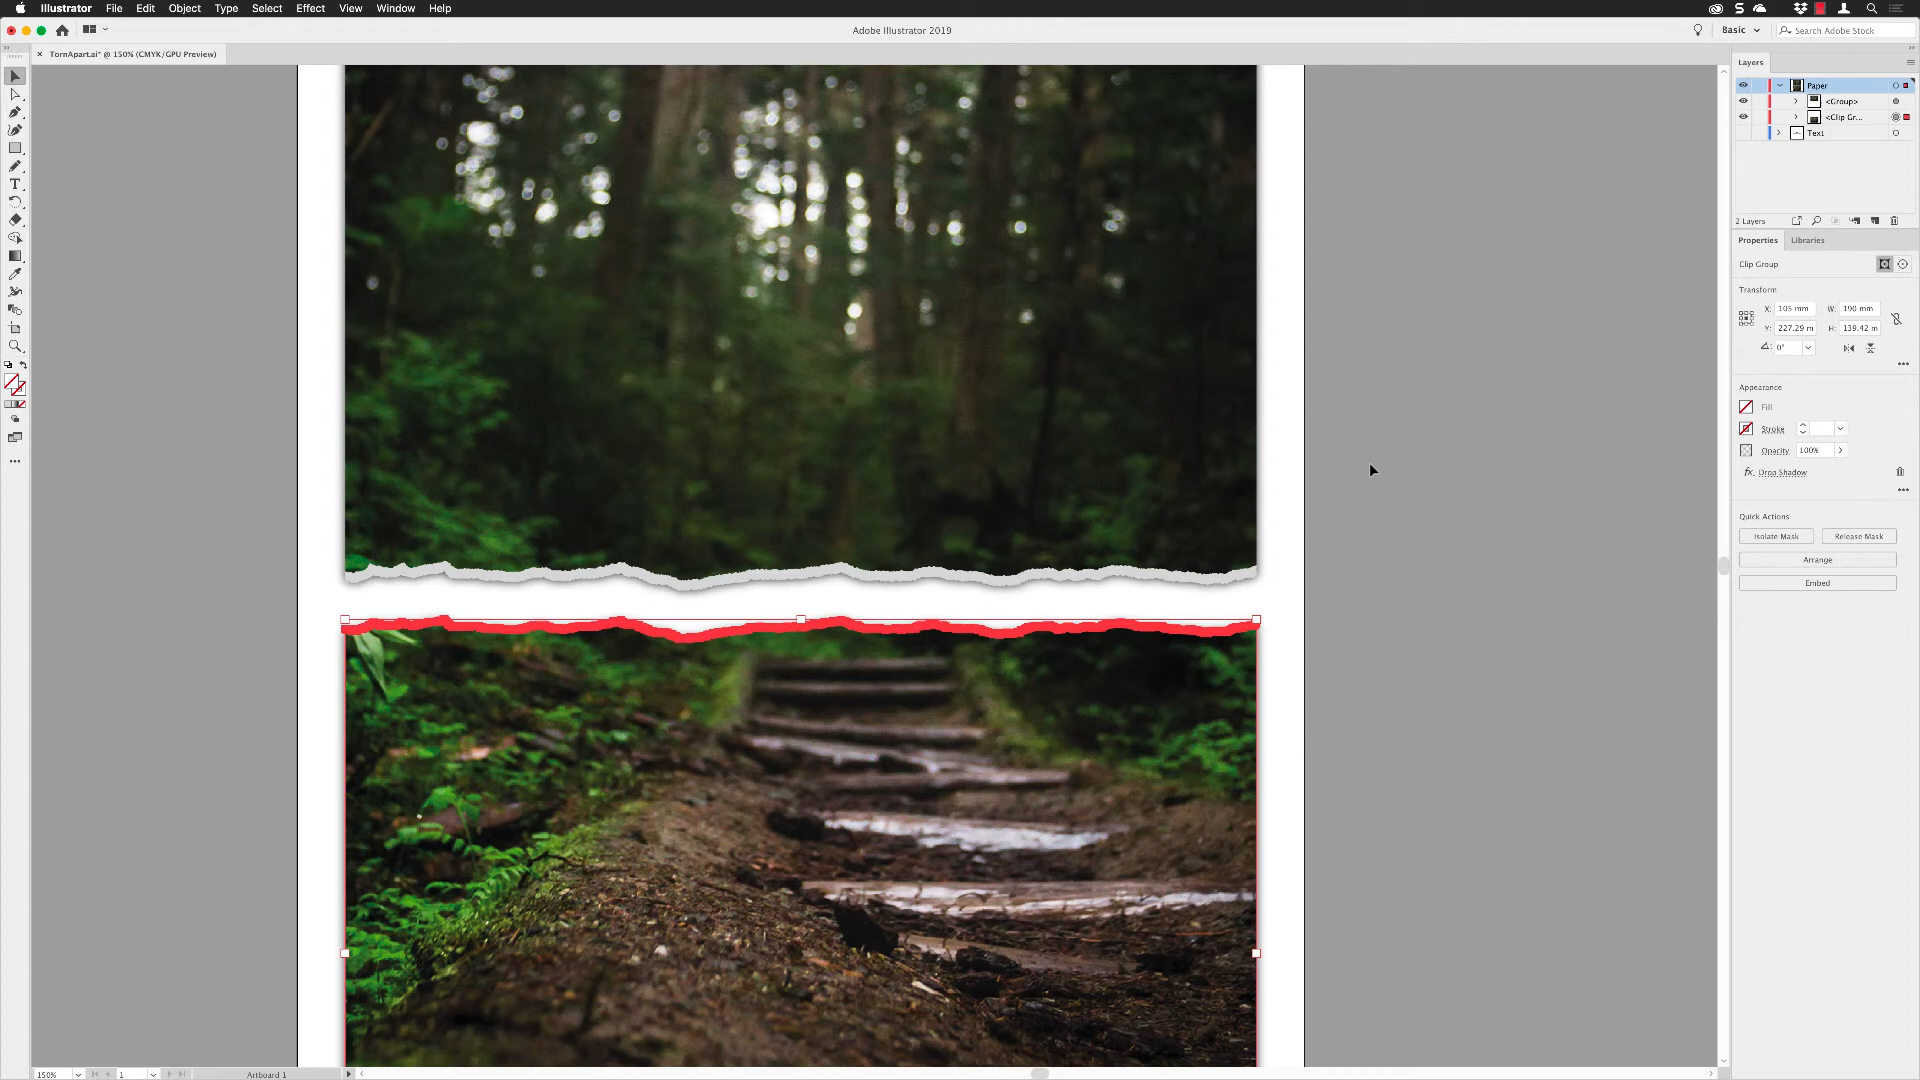 Illustrator File Edit Object Type Select Effect View Window Help
Adobe Illustrator 2019
Basic
Search Adobe Stock
× TornApart.ai* @ 150% (CMYK/GPU Preview)
Layers
Paper
<Group>
<Clip Gr...
Text
2 Layers
Properties Libraries
Clip Group
Transform
X: 105 mm W: 190 mm
Y: 227.29 m H: 139.42 m
0°
Appearance
Fill
Stroke
Opacity 100%
fx. Drop Shadow
Quick Actions
Isolate Mask Release Mask
Arrange
Embed
150% 1 Artboard 1